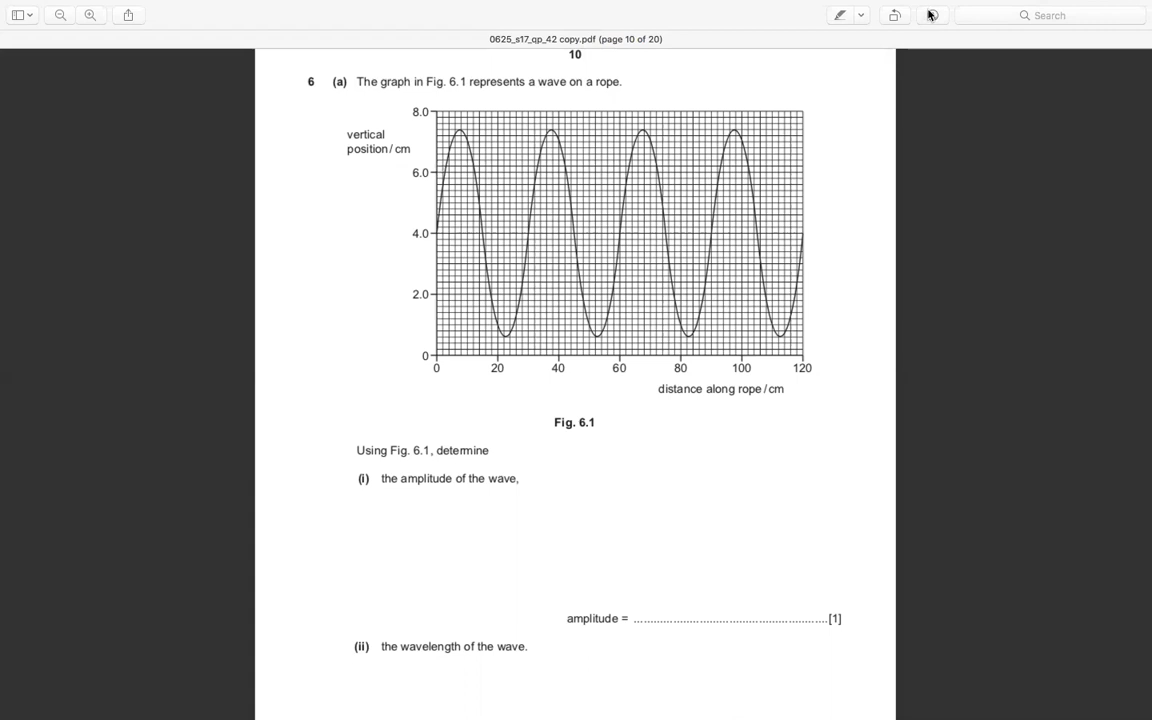 Search
0625_s17_qp_42 copy.pdf (page 10 of 20)
10
6 (a) The graph in Fig. 6.1 represents a wave on a rope.
8.0
vertical
position / cm
6.0
4.0
2.0
0
0 20 40 60 80 100 120
distance along rope / cm
Fig. 6.1
Using Fig. 6.1, determine
(i) the amplitude of the wave,
amplitude = ..........................................................[1]
(ii) the wavelength of the wave.